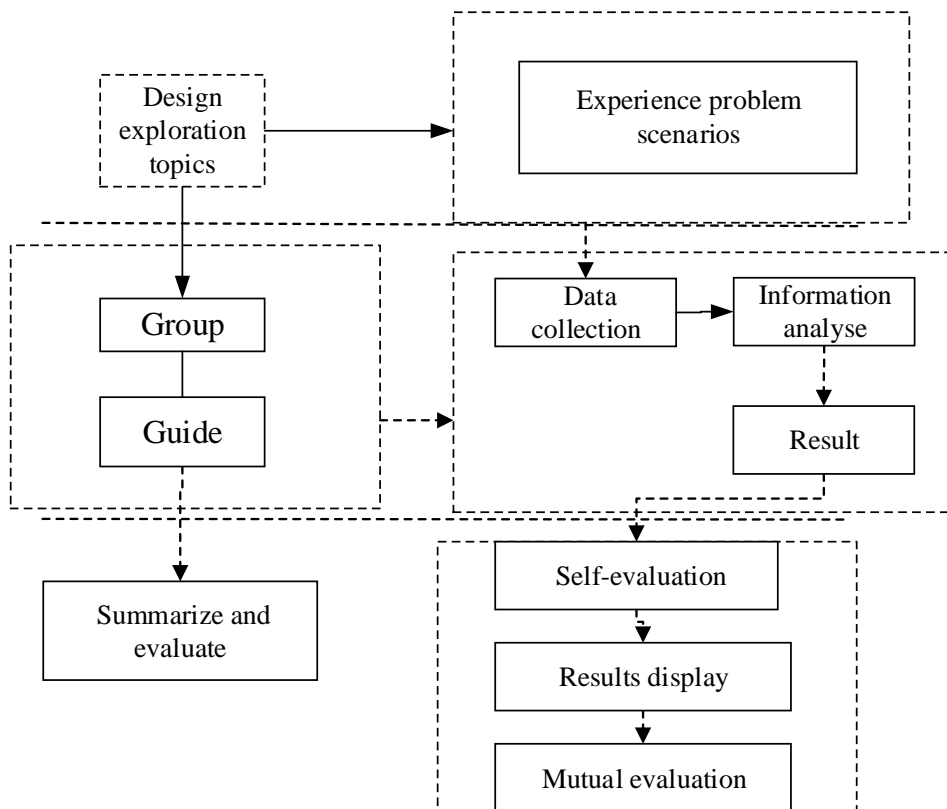 Design
exploration
topics
Experience problem
scenarios
Group
Guide
Data
collection
Information
analyse
Result
Summarize and
evaluate
Self-evaluation
Results display
Mutual evaluation